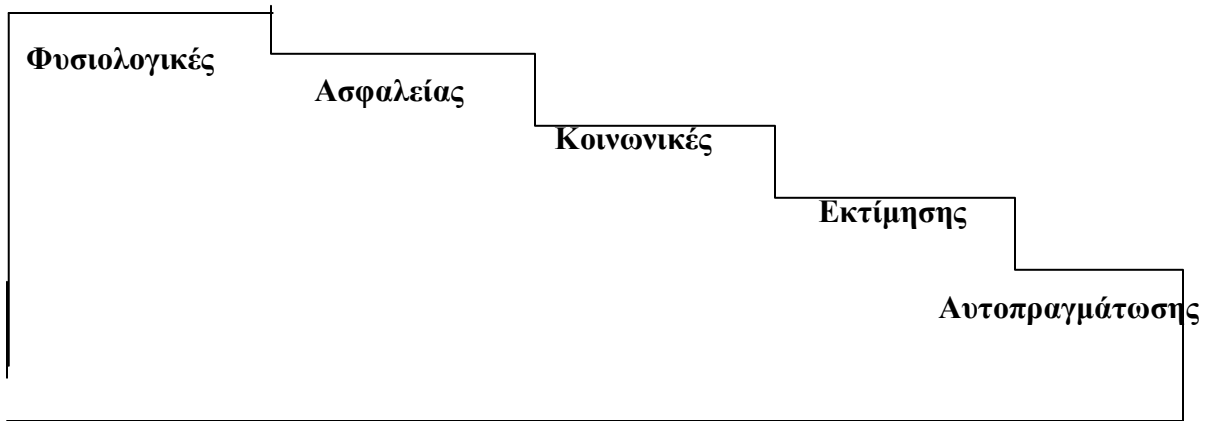 Φυσιολογικές
Ασφαλείας
Κοινωνικές
Εκτίμησης
Αυτοπραγμάτωσης